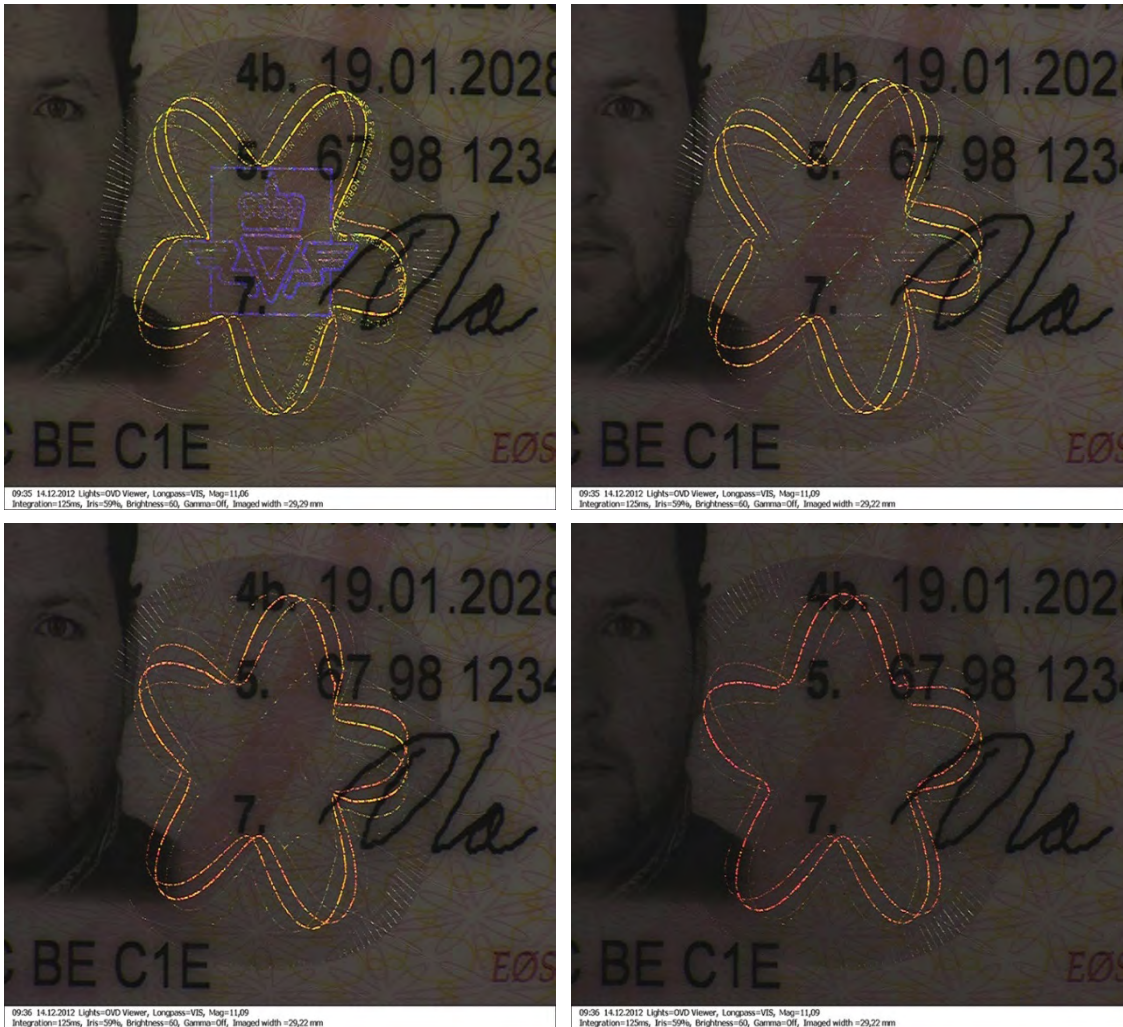 4b. 19.01.2028
5. 67 98 1234
7.
C BE C1E
EØS
09:35 14.12.2012 Lights=OVD Viewer, Longpass=VIS, Mag=11,06
Integration=125ms, Iris=59%, Brightness=60, Gamma=Off, Imaged width =29,29 mm
4b. 19.01.2028
5. 67 98 1234
7.
C BE C1E
EØS
09:35 14.12.2012 Lights=OVD Viewer, Longpass=VIS, Mag=11,09
Integration=125ms, Iris=59%, Brightness=60, Gamma=Off, Imaged width =29,22 mm
4b. 19.01.2028
5. 67 98 1234
7.
C BE C1E
EØS
09:36 14.12.2012 Lights=OVD Viewer, Longpass=VIS, Mag=11,09
Integration=125ms, Iris=59%, Brightness=60, Gamma=Off, Imaged width =29,22 mm
4b. 19.01.202
5. 67 98 1234
7.
C BE C1E
EØS
09:36 14.12.2012 Lights=OVD Viewer, Longpass=VIS, Mag=11,09
Integration=125ms, Iris=59%, Brightness=60, Gamma=Off, Imaged width =29,22 mm